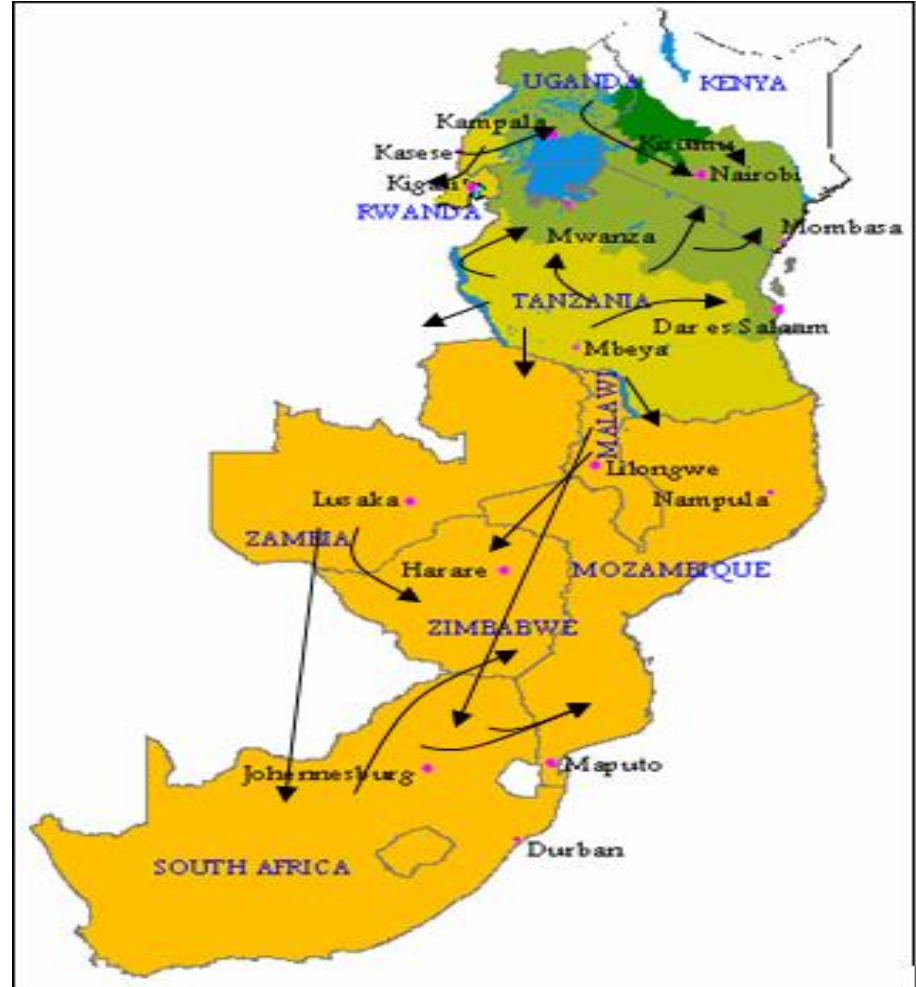 UGANDA
KENYA
Kampala
Kisumu
Kasese
Nairobi
Kigali
RWANDA
Mombasa
Mwanza
TANZANIA
Dar es Salaam
Mbeya
MALAWI
Lilongwe
Lusaka
Nampula
ZAMBIA
Harare
MOZAMBIQUE
ZIMBABWE
Johennesburg
Maputo
Durban
SOUTH AFRICA